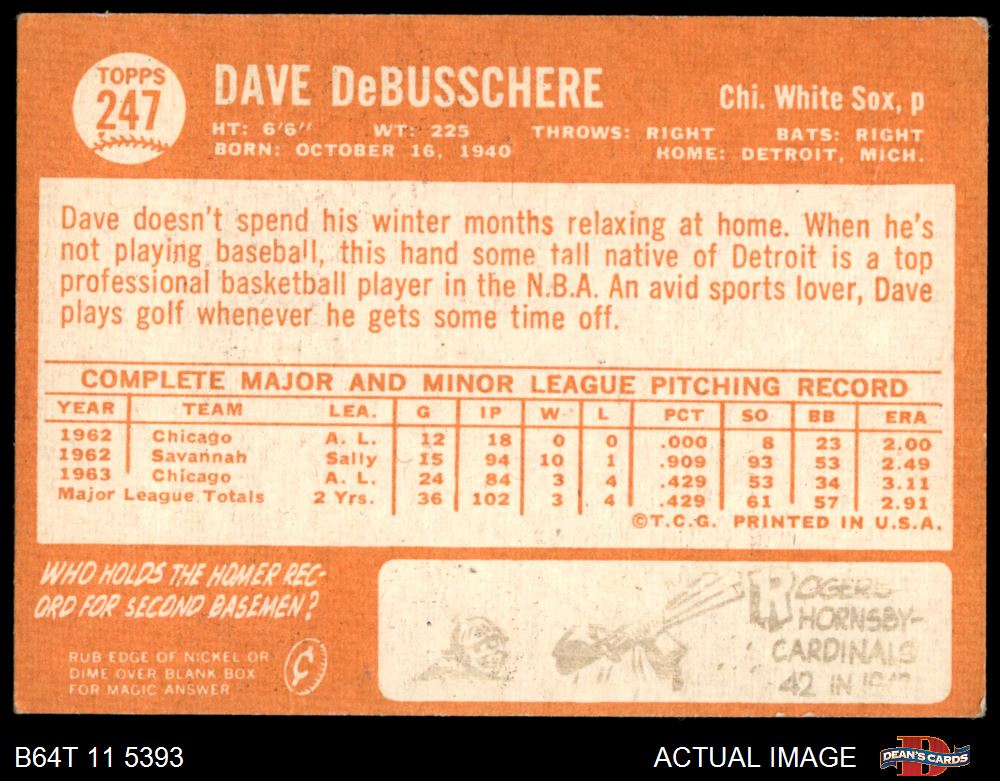 TOPPS
247
DAVE DeBUSSCHERE
Chi. White Sox, p
HT: 6'6" WT: 225 THROWS: RIGHT BATS: RIGHT
BORN: OCTOBER 16, 1940 HOME: DETROIT, MICH.
Dave doesn't spend his winter months relaxing at home. When he's
not playing baseball, this hand some tall native of Detroit is a top
professional basketball player in the N.B.A. An avid sports lover, Dave
plays golf whenever he gets some time off.
COMPLETE MAJOR AND MINOR LEAGUE PITCHING RECORD
YEAR TEAM LEA. G IP W L PCT SO BB ERA
1962 Chicago A. L. 12 18 0 0 .000 8 23 2.00
1962 Savannah Sally 15 94 10 1 .909 93 53 2.49
1963 Chicago A. L. 24 84 3 4 .429 53 34 3.11
Major League Totals 2 Yrs. 36 102 3 4 .429 61 57 2.91
©T.C.G. PRINTED IN U.S.A.
WHO HOLDS THE HOMER REC-
ORD FOR SECOND BASEMEN?
RUB EDGE OF NICKEL OR
DIME OVER BLANK BOX
FOR MAGIC ANSWER
ROGERS
HORNSBY-
CARDINALS
42 IN
B64T 11 5393
ACTUAL IMAGE
DEAN'S CARDS